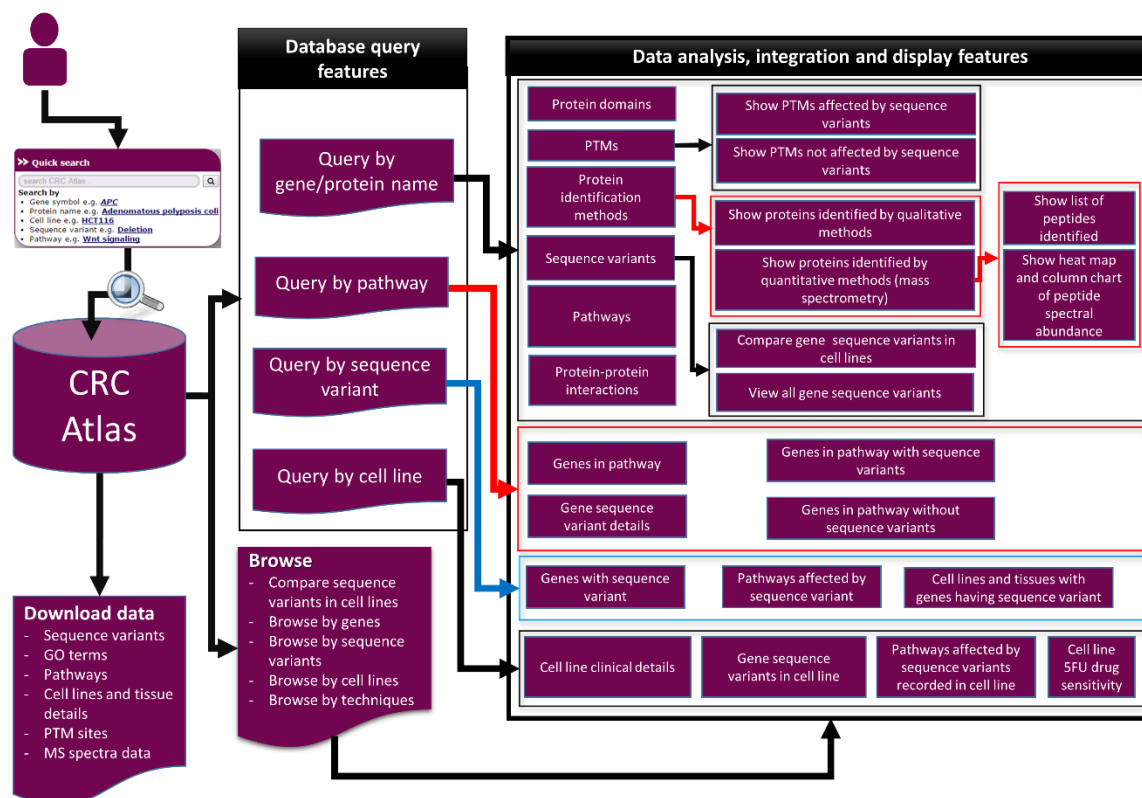 Quick search
search CRC Atlas...
Search by
• Gene symbol e.g. APC
• Protein name e.g. Adenomatous polyposis coli
• Cell line e.g. HCT116
• Sequence variant e.g. Deletion
• Pathway e.g. Wnt signaling
CRC
Atlas
Download data
- Sequence variants
- GO terms
- Pathways
- Cell lines and tissue
details
- PTM sites
- MS spectra data
Database query
features
Query by
gene/protein name
Query by pathway
Query by sequence
variant
Query by cell line
Browse
- Compare sequence
variants in cell lines
- Browse by genes
- Browse by sequence
variants
- Browse by cell lines
- Browse by techniques
Data analysis, integration and display features
Protein domains
PTMs
Protein
identification
methods
Sequence variants
Pathways
Protein-protein
interactions
Show PTMs affected by sequence
variants
Show PTMs not affected by sequence
variants
Show proteins identified by qualitative
methods
Show proteins identified by
quantitative methods (mass
spectrometry)
Show list of
peptides
identified
Show heat map
and column chart
of peptide
spectral
abundance
Compare gene sequence variants in
cell lines
View all gene sequence variants
Genes in pathway
Genes in pathway with sequence
variants
Gene sequence
variant details
Genes in pathway without
sequence variants
Genes with sequence
variant
Pathways affected by
sequence variant
Cell lines and tissues with
genes having sequence variant
Cell line clinical details
Gene sequence
variants in cell line
Pathways affected by
sequence variants
recorded in cell line
Cell line
5FU drug
sensitivity